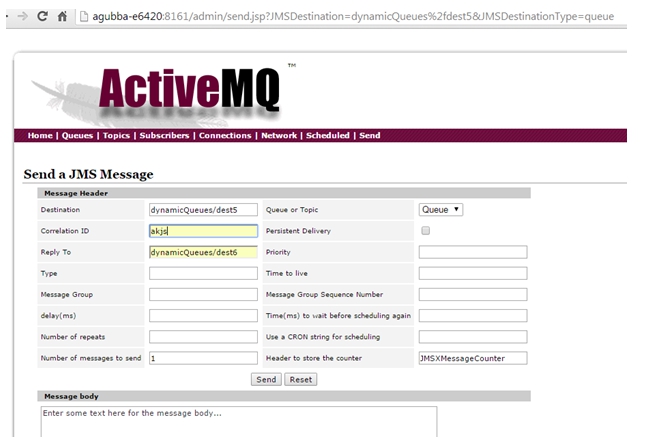 agubba-e6420:8161/admin/send.jsp?JMSDestination=dynamicQueues%2fdest5&JMSDestinationType=queue
ActiveMQ™
Home | Queues | Topics | Subscribers | Connections | Network | Scheduled | Send
Send a JMS Message
Message Header
Destination dynamicQueues/dest5 Queue or Topic Queue
Correlation ID akjs Persistent Delivery
Reply To dynamicQueues/dest6 Priority
Type Time to live
Message Group Message Group Sequence Number
delay(ms) Time(ms) to wait before scheduling again
Number of repeats Use a CRON string for scheduling
Number of messages to send 1 Header to store the counter JMSXMessageCounter
Send Reset
Message body
Enter some text here for the message body...